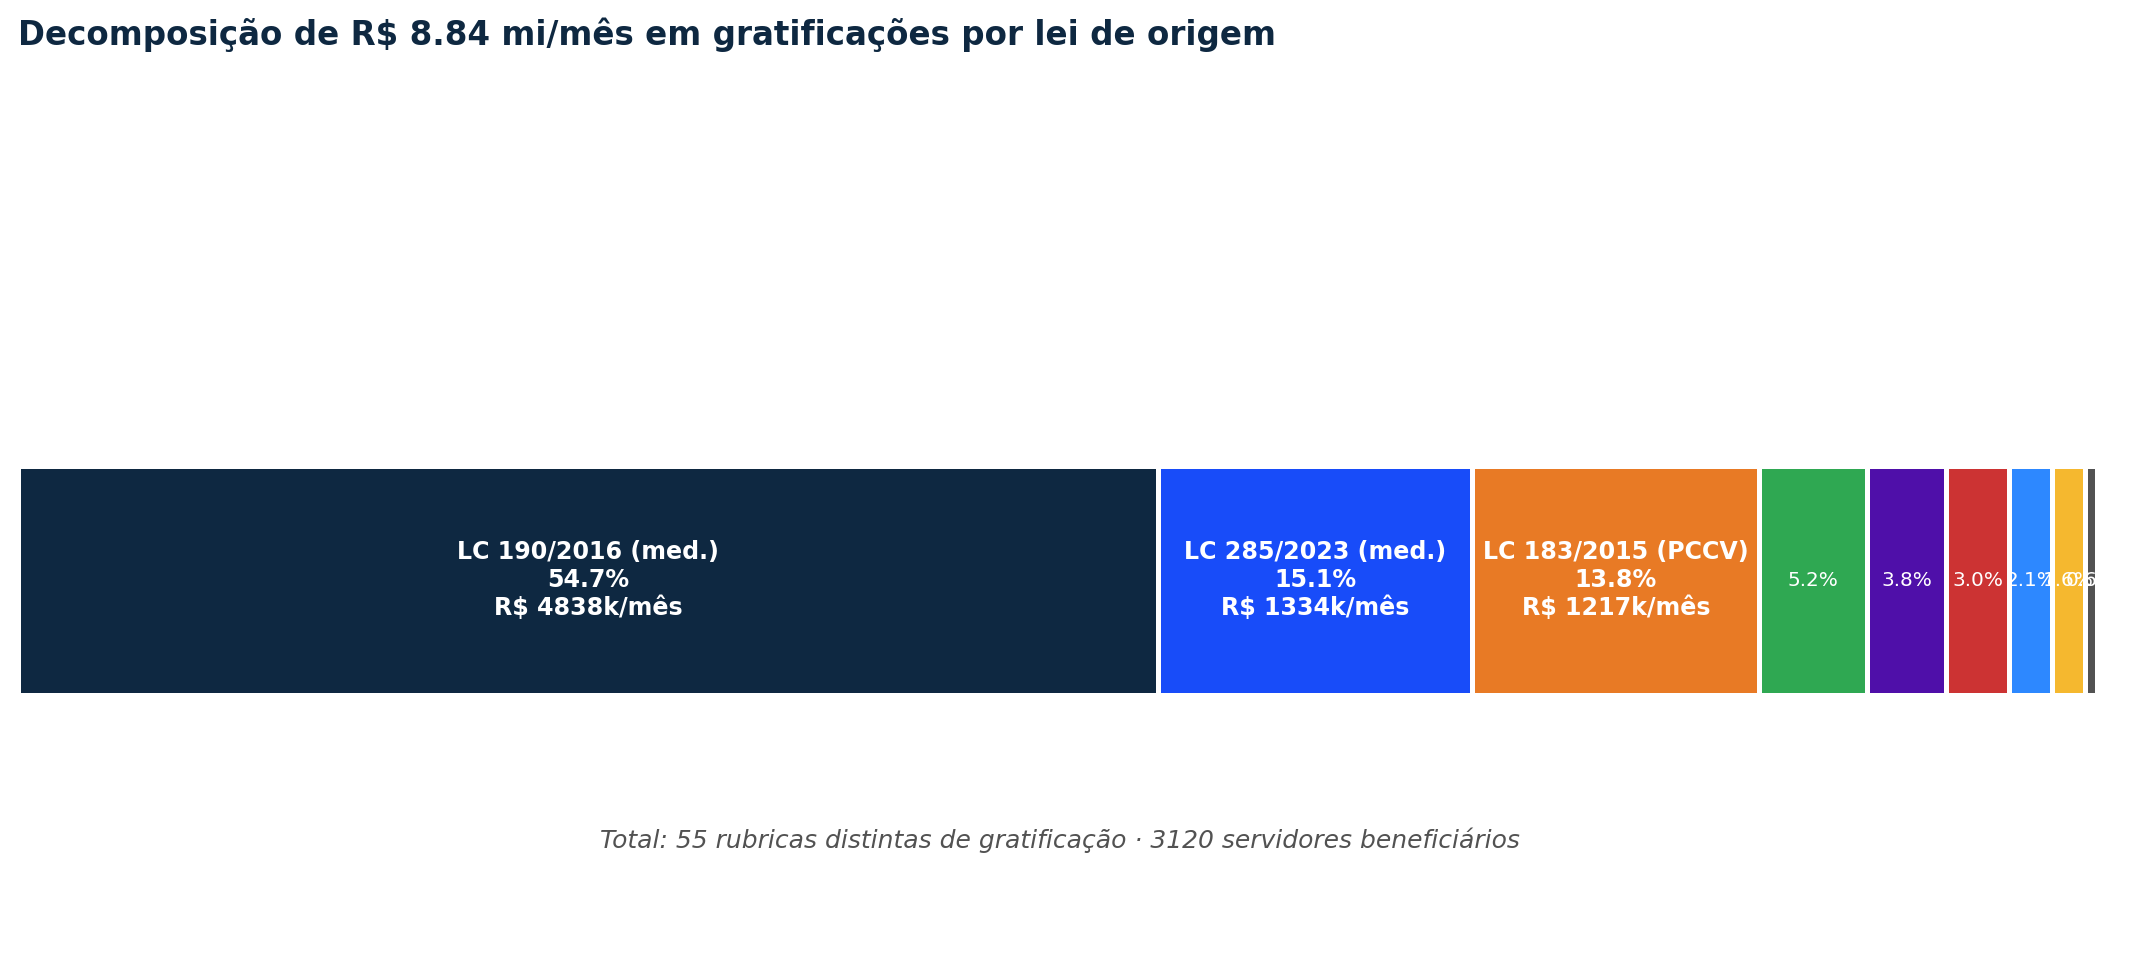 Decomposição de R$ 8.84 mi/mês em gratificações por lei de origem
LC 190/2016 (med.)
54.7%
R$ 4838k/mês
LC 285/2023 (med.)
15.1%
R$ 1334k/mês
LC 183/2015 (PCCV)
13.8%
R$ 1217k/mês
5.2%
3.8%
3.0%
2.1%
Total: 55 rubricas distintas de gratificação · 3120 servidores beneficiários